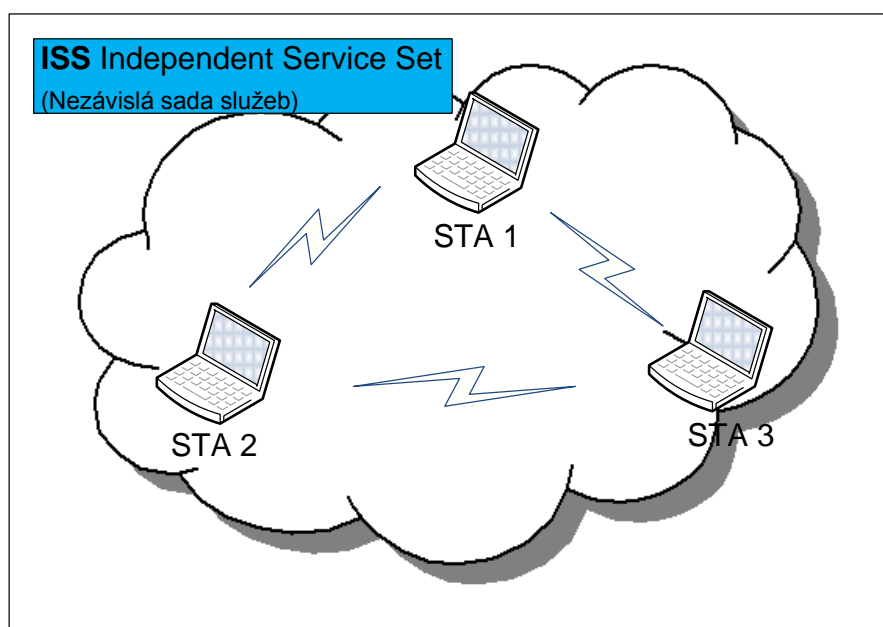 ISS Independent Service Set
(Nezávislá sada služeb)
STA 1
STA 2
STA 3